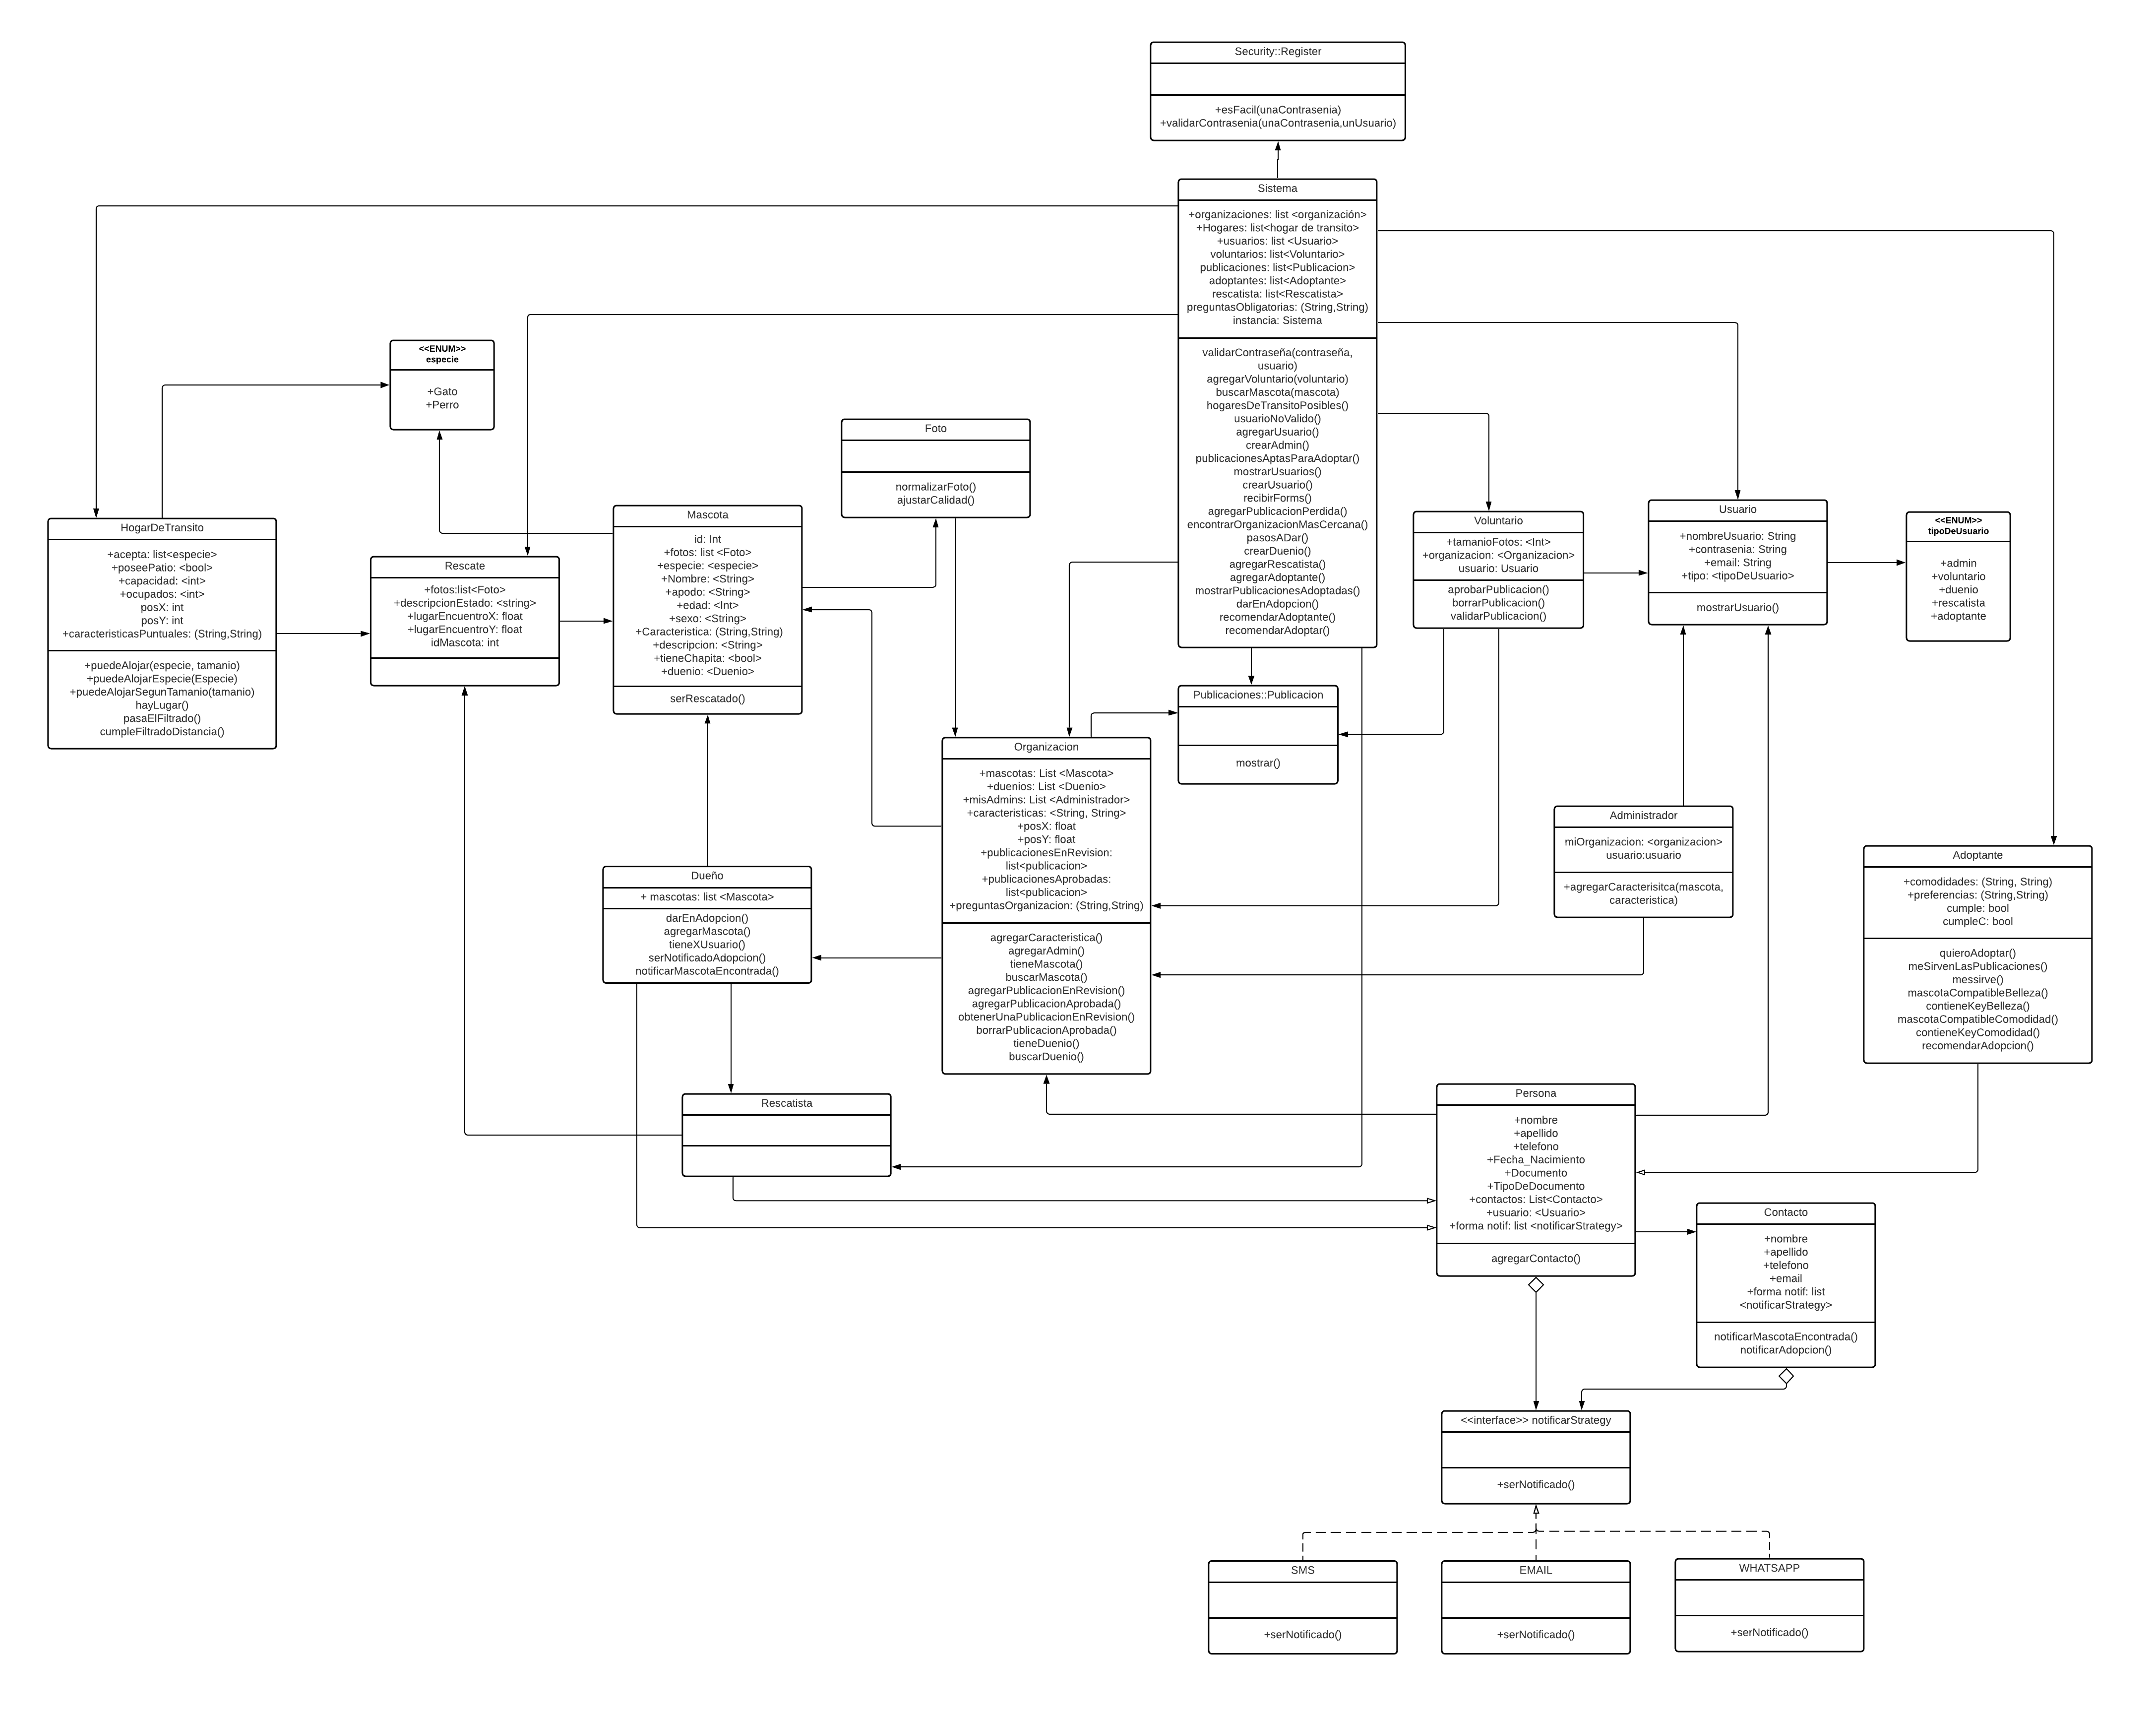 Security::Register
+esFacil(unaContrasenia)
+validarContrasenia(unaContrasenia,unUsuario)
Sistema
+organizaciones: list <organización>
+Hogares: list<hogar de transito>
+usuarios: list <Usuario>
voluntarios: list<Voluntario>
publicaciones: list<Publicacion>
adoptantes: list<Adoptante>
rescatista: list<Rescatista>
preguntasObligatorias: (String,String)
instancia: Sistema
validarContraseña(contraseña,
usuario)
agregarVoluntario(voluntario)
buscarMascota(mascota)
hogaresDeTransitoPosibles()
usuarioNoValido()
agregarUsuario()
crearAdmin()
publicacionesAptasParaAdoptar()
mostrarUsuarios()
crearUsuario()
recibirForms()
agregarPublicacionPerdida()
encontrarOrganizacionMasCercana()
pasosADar()
crearDuenio()
agregarRescatista()
agregarAdoptante()
mostrarPublicacionesAdoptadas()
darEnAdopcion()
recomendarAdoptante()
recomendarAdoptar()
<<ENUM>>
especie
+Gato
+Perro
Foto
normalizarFoto()
ajustarCalidad()
HogarDeTransito
+acepta: list<especie>
+poseePatio: <bool>
+capacidad: <int>
+ocupados: <int>
posX: int
posY: int
+caracteristicasPuntuales: (String,String)
+puedeAlojar(especie, tamanio)
+puedeAlojarEspecie(Especie)
+puedeAlojarSegunTamanio(tamanio)
hayLugar()
pasaElFiltrado()
cumpleFiltradoDistancia()
Rescate
+fotos:list<Foto>
+descripcionEstado: <string>
+lugarEncuentroX: float
+lugarEncuentroY: float
idMascota: int
Mascota
id: Int
+fotos: list <Foto>
+especie: <especie>
+Nombre: <String>
+apodo: <String>
+edad: <Int>
+sexo: <String>
+Caracteristica: (String,String)
+descripcion: <String>
+tieneChapita: <bool>
+duenio: <Duenio>
serRescatado()
Voluntario
+tamanioFotos: <Int>
+organizacion: <Organizacion>
usuario: Usuario
aprobarPublicacion()
borrarPublicacion()
validarPublicacion()
Usuario
+nombreUsuario: String
+contrasenia: String
+email: String
+tipo: <tipoDeUsuario>
mostrarUsuario()
<<ENUM>>
tipoDeUsuario
+admin
+voluntario
+duenio
+rescatista
+adoptante
Publicaciones::Publicacion
mostrar()
Organizacion
+mascotas: List <Mascota>
+duenios: List <Duenio>
+misAdmins: List <Administrador>
+caracteristicas: <String, String>
+posX: float
+posY: float
+publicacionesEnRevision:
list<publicacion>
+publicacionesAprobadas:
list<publicacion>
+preguntasOrganizacion: (String,String)
agregarCaracteristica()
agregarAdmin()
tieneMascota()
buscarMascota()
agregarPublicacionEnRevision()
agregarPublicacionAprobada()
obtenerUnaPublicacionEnRevision()
borrarPublicacionAprobada()
tieneDuenio()
buscarDuenio()
Administrador
miOrganizacion: <organizacion>
usuario:usuario
+agregarCaracterisitca(mascota,
caracteristica)
Adoptante
+comodidades: (String, String)
+preferencias: (String,String)
cumple: bool
cumpleC: bool
quieroAdoptar()
meSirvenLasPublicaciones()
messirve()
mascotaCompatibleBelleza()
contieneKeyBelleza()
mascotaCompatibleComodidad()
contieneKeyComodidad()
recomendarAdopcion()
Dueño
+ mascotas: list <Mascota>
darEnAdopcion()
agregarMascota()
tieneXUsuario()
serNotificadoAdopcion()
notificarMascotaEncontrada()
Rescatista
Persona
+nombre
+apellido
+telefono
+Fecha_Nacimiento
+Documento
+TipoDeDocumento
+contactos: List<Contacto>
+usuario: <Usuario>
+forma notif: list <notificarStrategy>
agregarContacto()
Contacto
+nombre
+apellido
+telefono
+email
+forma notif: list
<notificarStrategy>
notificarMascotaEncontrada()
notificarAdopcion()
<<interface>> notificarStrategy
+serNotificado()
SMS
+serNotificado()
EMAIL
+serNotificado()
WHATSAPP
+serNotificado()